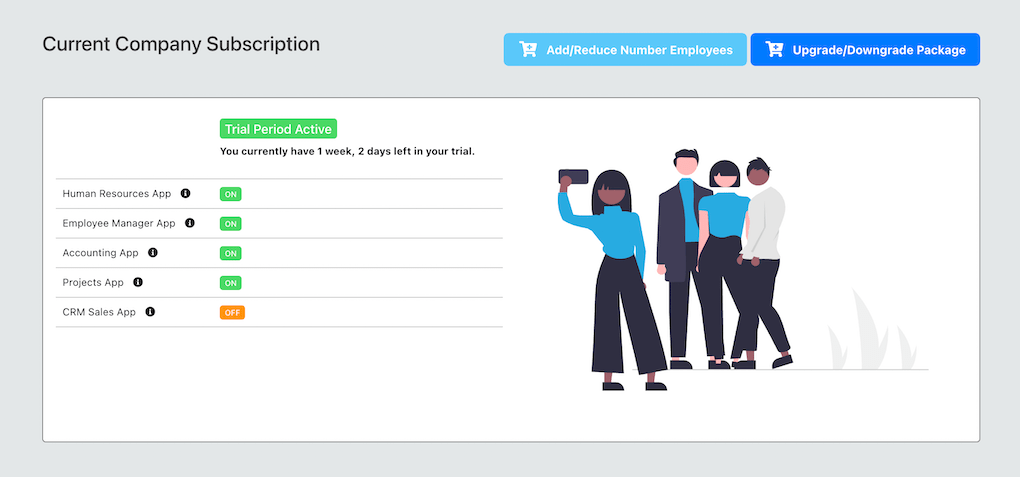 Current Company Subscription
Add/Reduce Number Employees
Upgrade/Downgrade Package
Trial Period Active
You currently have 1 week, 2 days left in your trial.
Human Resources App ON
Employee Manager App ON
Accounting App ON
Projects App ON
CRM Sales App OFF